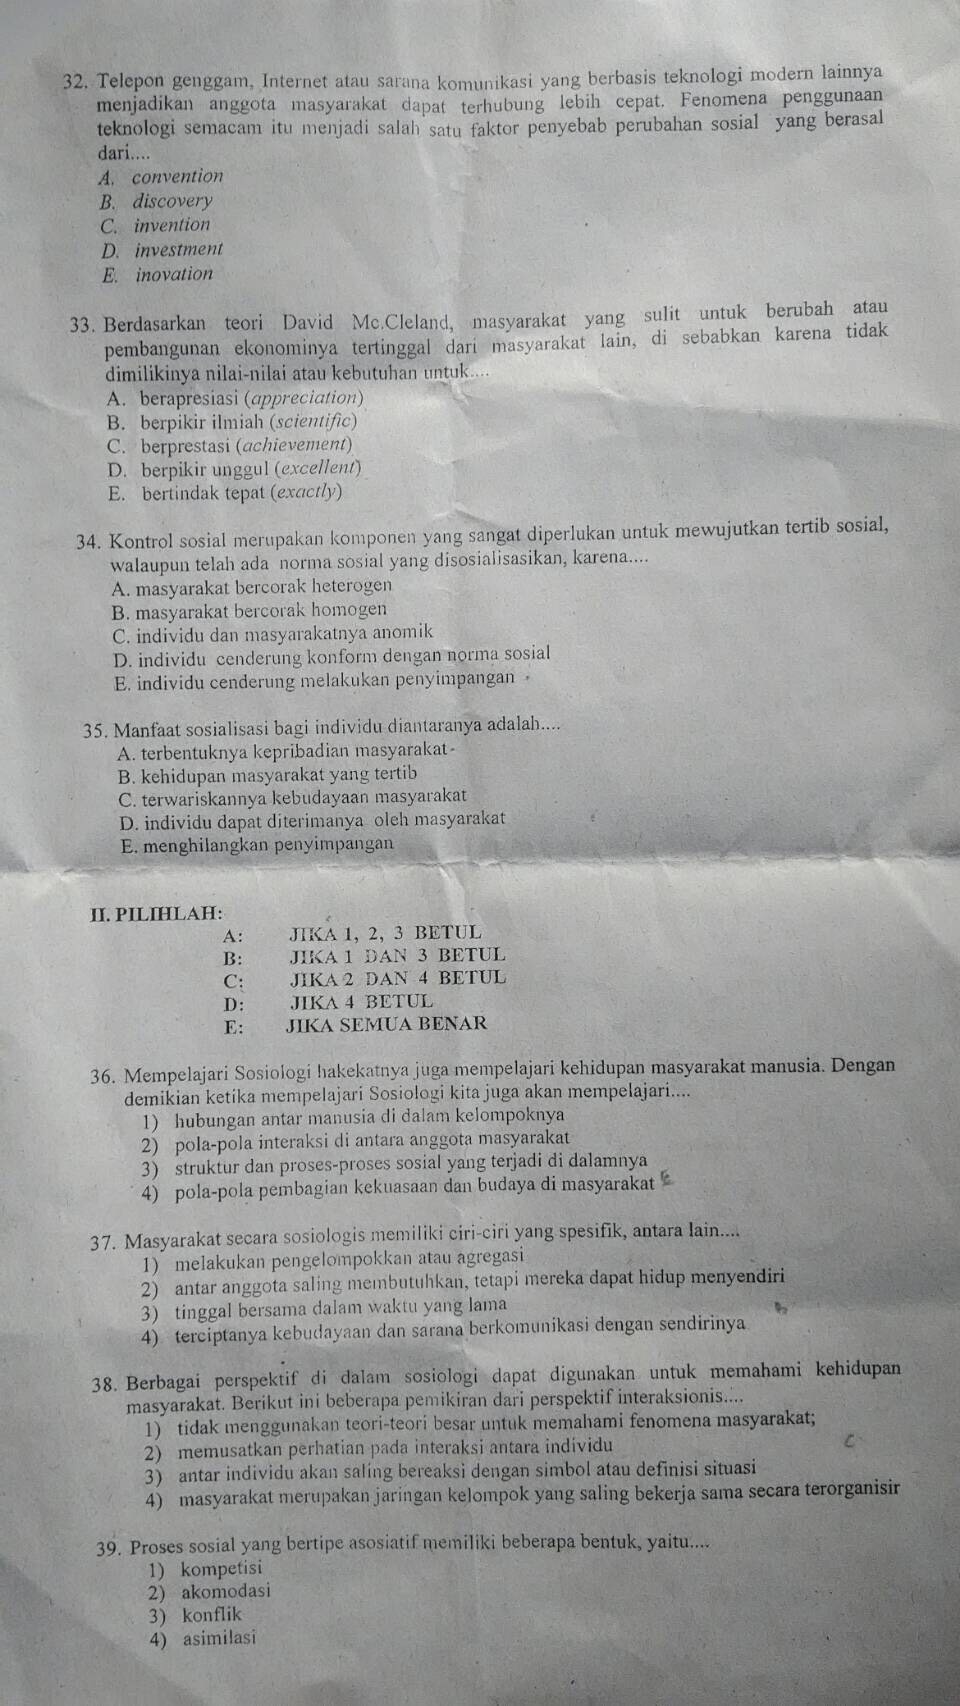 32. Telepon genggam, Internet atau sarana komunikasi yang berbasis teknologi modern lainnya
menjadikan anggota masyarakat dapat terhubung lebih cepat. Fenomena penggunaan
teknologi semacam itu menjadi salah satu faktor penyebab perubahan sosial yang berasal
dari....
A. convention
B. discovery
C. invention
D. investment
E. inovation
33. Berdasarkan teori David Mc.Cleland, masyarakat yang sulit untuk berubah atau
pembangunan ekonominya tertinggal dari masyarakat lain, di sebabkan karena tidak
dimilikinya nilai-nilai atau kebutuhan untuk....
A. berapresiasi (appreciation)
B. berpikir ilmiah (scientific)
C. berprestasi (achievement)
D. berpikir unggul (excellent)
E. bertindak tepat (exactly)
34. Kontrol sosial merupakan komponen yang sangat diperlukan untuk mewujutkan tertib sosial,
walaupun telah ada norma sosial yang disosialisasikan, karena....
A. masyarakat bercorak heterogen
B. masyarakat bercorak homogen
C. individu dan masyarakatnya anomik
D. individu cenderung konform dengan norma sosial
E. individu cenderung melakukan penyimpangan
35. Manfaat sosialisasi bagi individu diantaranya adalah....
A. terbentuknya kepribadian masyarakat
B. kehidupan masyarakat yang tertib
C. terwariskannya kebudayaan masyarakat
D. individu dapat diterimanya oleh masyarakat
E. menghilangkan penyimpangan
II. PILIHLAH:
A: JIKA 1, 2, 3 BETUL
B: JIKA 1 DAN 3 BETUL
C: JIKA 2 DAN 4 BETUL
D: JIKA 4 BETUL
E: JIKA SEMUA BENAR
36. Mempelajari Sosiologi hakekatnya juga mempelajari kehidupan masyarakat manusia. Dengan
demikian ketika mempelajari Sosiologi kita juga akan mempelajari....
1) hubungan antar manusia di dalam kelompoknya
2) pola-pola interaksi di antara anggota masyarakat
3) struktur dan proses-proses sosial yang terjadi di dalamnya
4) pola-pola pembagian kekuasaan dan budaya di masyarakat E
37. Masyarakat secara sosiologis memiliki ciri-ciri yang spesifik, antara lain....
1) melakukan pengelompokkan atau agregasi
2) antar anggota saling membutuhkan, tetapi mereka dapat hidup menyendiri
3) tinggal bersama dalam waktu yang lama
4) terciptanya kebudayaan dan sarana berkomunikasi dengan sendirinya
38. Berbagai perspektif di dalam sosiologi dapat digunakan untuk memahami kehidupan
masyarakat. Berikut ini beberapa pemikiran dari perspektif interaksionis....
1) tidak menggunakan teori-teori besar untuk memahami fenomena masyarakat;
2) memusatkan perhatian pada interaksi antara individu C
3) antar individu akan saling bereaksi dengan simbol atau definisi situasi
4) masyarakat merupakan jaringan kelompok yang saling bekerja sama secara terorganisir
39. Proses sosial yang bertipe asosiatif memiliki beberapa bentuk, yaitu....
1) kompetisi
2) akomodasi
3) konflik
4) asimilasi